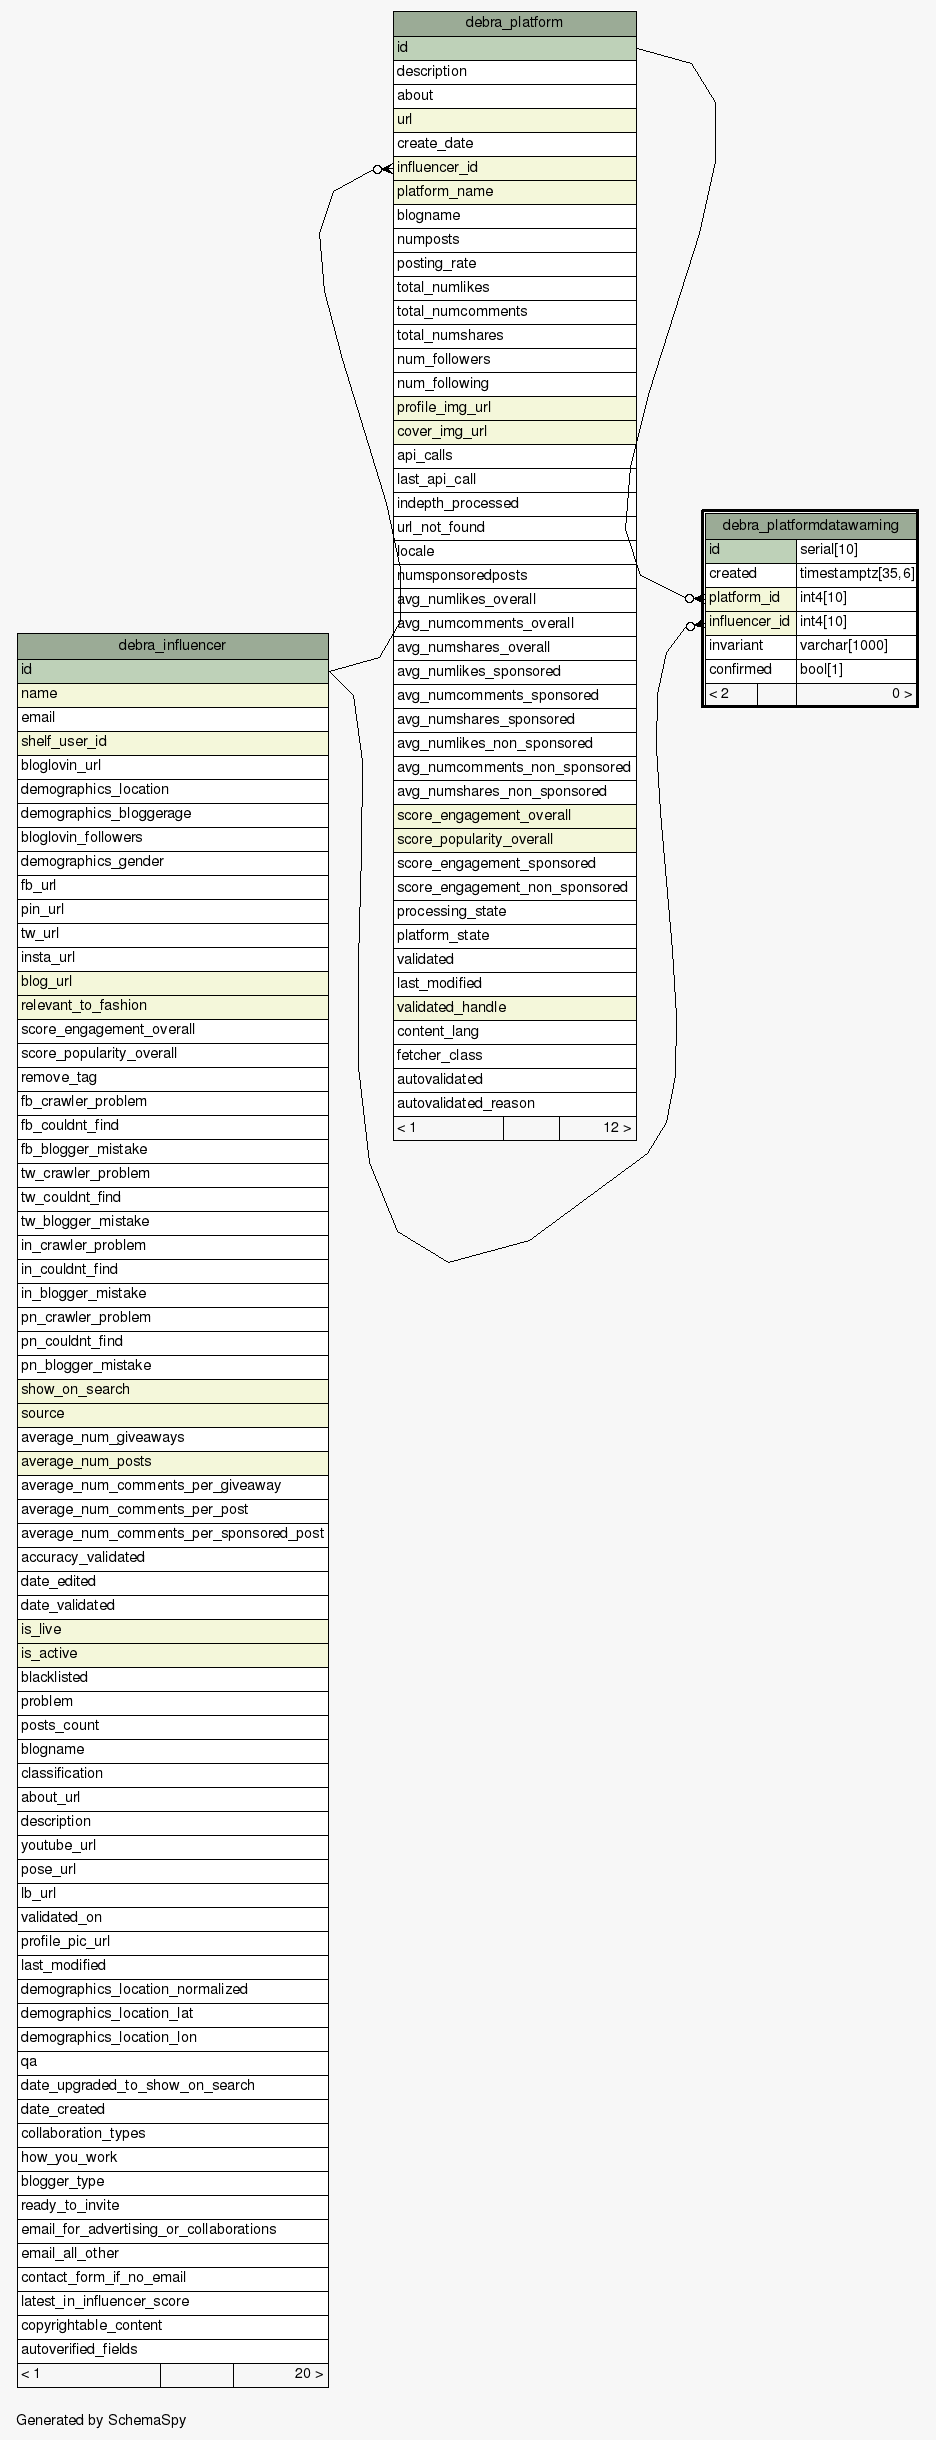 debra_platform
id
description
about
url
create_date
influencer_id
platform_name
blogname
numposts
posting_rate
total_numlikes
total_numcomments
total_numshares
num_followers
num_following
profile_img_url
cover_img_url
api_calls
last_api_call
indepth_processed
url_not_found
locale
numsponsoredposts
avg_numlikes_overall
avg_numcomments_overall
avg_numshares_overall
avg_numlikes_sponsored
avg_numcomments_sponsored
avg_numshares_sponsored
avg_numlikes_non_sponsored
avg_numcomments_non_sponsored
avg_numshares_non_sponsored
score_engagement_overall
score_popularity_overall
score_engagement_sponsored
score_engagement_non_sponsored
processing_state
platform_state
validated
last_modified
validated_handle
content_lang
fetcher_class
autovalidated
autovalidated_reason
< 1 12 >
debra_platformdatawarning
id serial[10]
created timestamptz[35,6]
platform_id int4[10]
influencer_id int4[10]
invariant varchar[1000]
confirmed bool[1]
< 2 0 >
debra_influencer
id
name
email
shelf_user_id
bloglovin_url
demographics_location
demographics_bloggerage
bloglovin_followers
demographics_gender
fb_url
pin_url
tw_url
insta_url
blog_url
relevant_to_fashion
score_engagement_overall
score_popularity_overall
remove_tag
fb_crawler_problem
fb_couldnt_find
fb_blogger_mistake
tw_crawler_problem
tw_couldnt_find
tw_blogger_mistake
in_crawler_problem
in_couldnt_find
in_blogger_mistake
pn_crawler_problem
pn_couldnt_find
pn_blogger_mistake
show_on_search
source
average_num_giveaways
average_num_posts
average_num_comments_per_giveaway
average_num_comments_per_post
average_num_comments_per_sponsored_post
accuracy_validated
date_edited
date_validated
is_live
is_active
blacklisted
problem
posts_count
blogname
classification
about_url
description
youtube_url
pose_url
lb_url
validated_on
profile_pic_url
last_modified
demographics_location_normalized
demographics_location_lat
demographics_location_lon
qa
date_upgraded_to_show_on_search
date_created
collaboration_types
how_you_work
blogger_type
ready_to_invite
email_for_advertising_or_collaborations
email_all_other
contact_form_if_no_email
latest_in_influencer_score
copyrightable_content
autoverified_fields
< 1 20 >
Generated by SchemaSpy